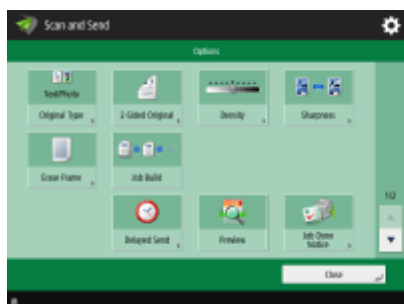 Scan and Send
Options
Text/Photo
Original Type
2-Sided Original
Density
Sharpness
Erase Frame
Job Build
1/2
Delayed Send
Preview
Job Done
Notice
Close